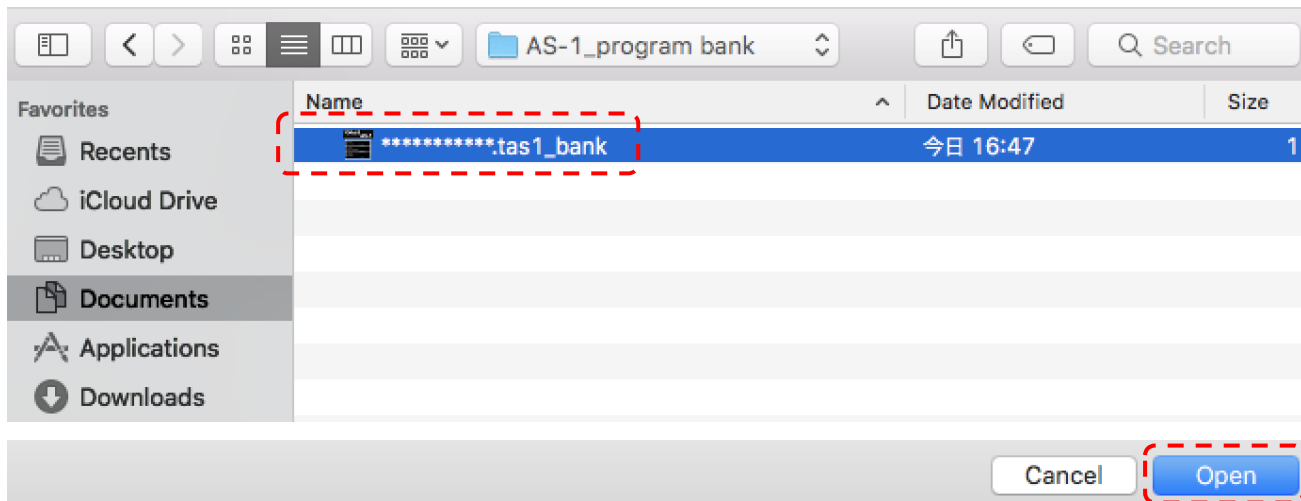 AS-1_program bank
Search
Favorites
Name
Date Modified
Size
Recents
***********.tas1_bank
今日 16:47
1
iCloud Drive
Desktop
Documents
Applications
Downloads
Cancel
Open